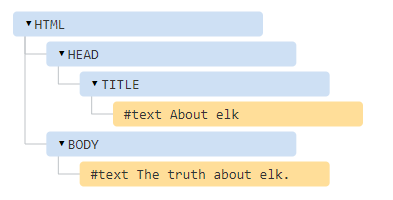 ▾HTML
▾HEAD
▾TITLE
#text About elk
▾BODY
#text The truth about elk.